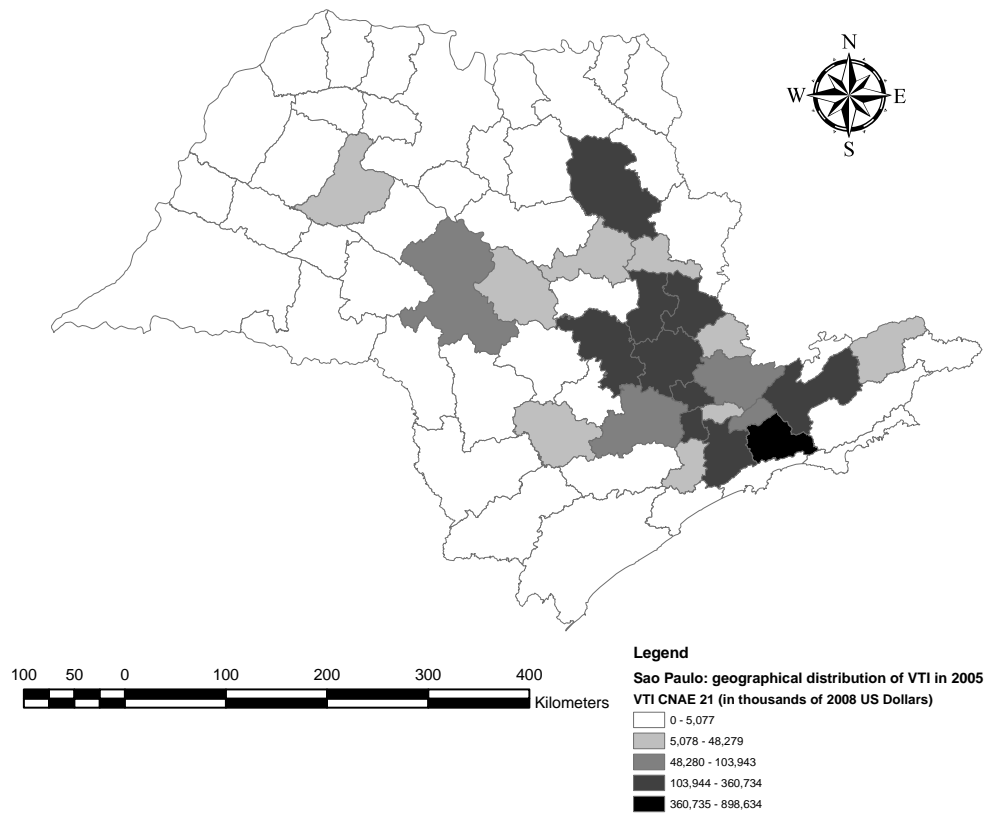 N
W E
S
100 50 0 100 200 300 400
Kilometers
Legend
Sao Paulo: geographical distribution of VTI in 2005
VTI CNAE 21 (in thousands of 2008 US Dollars)
0 - 5,077
5,078 - 48,279
48,280 - 103,943
103,944 - 360,734
360,735 - 898,634